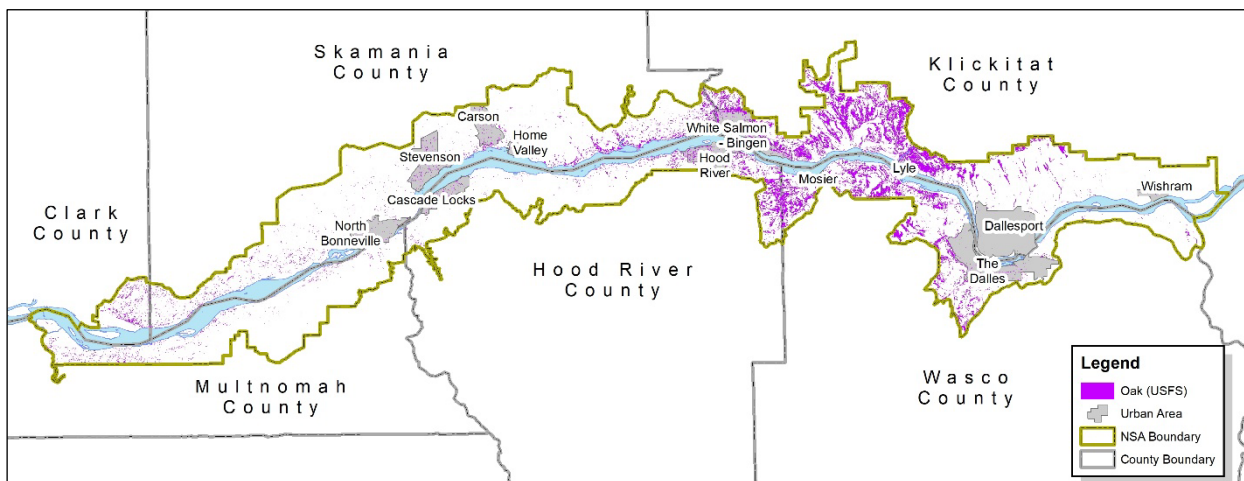 Skamania
County
Klickitat
County
Carson
Home
Valley
White Salmon
- Bingen
Stevenson
Hood
River
Mosier
Lyle
Cascade Locks
Wishram
Clark
County
North
Bonneville
Dallesport
The
Dalles
Hood River
County
Multnomah
County
Wasco
County
Legend
Oak (USFS)
Urban Area
NSA Boundary
County Boundary